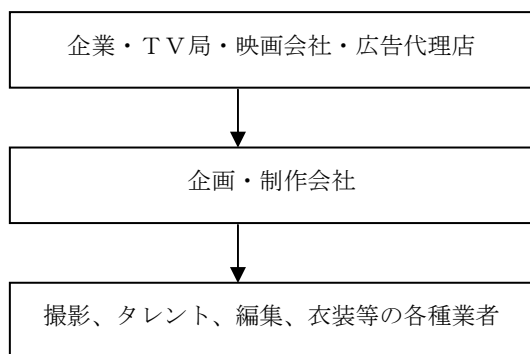 企業・ＴＶ局・映画会社・広告代理店
企画・制作会社
撮影、タレント、編集、衣装等の各種業者